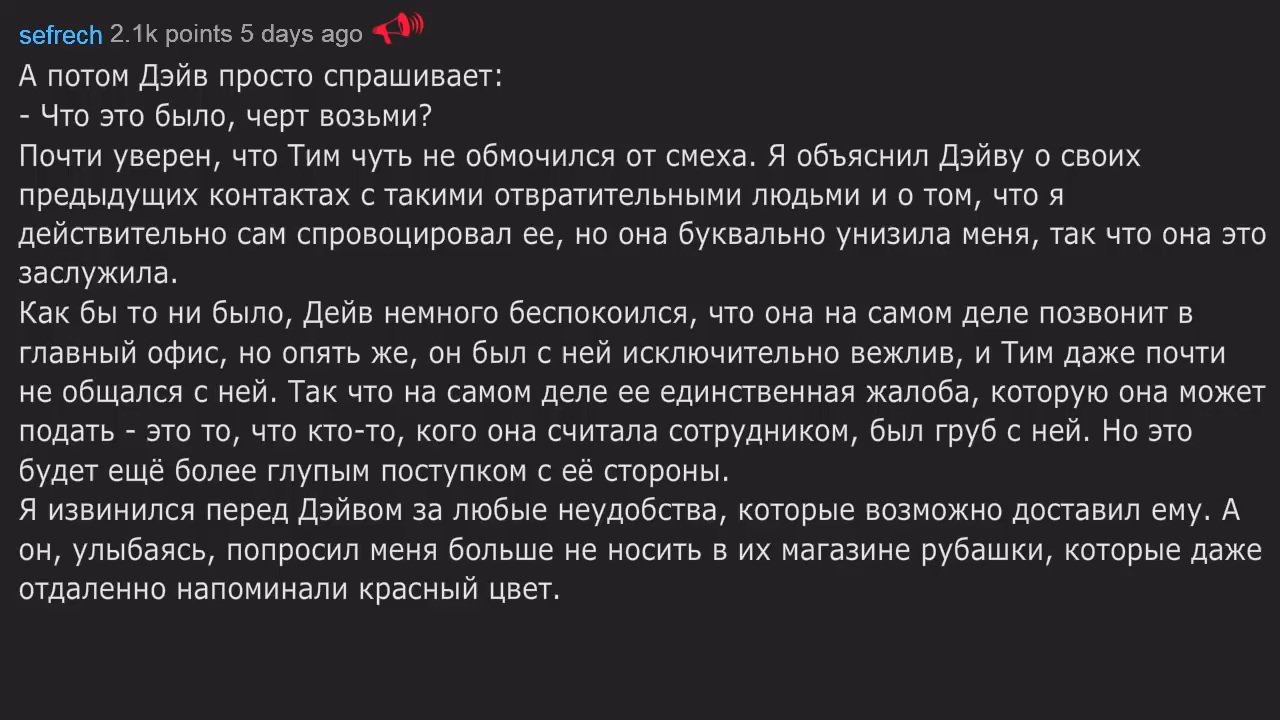 sefrech 2.1k points 5 days ago
А потом Дэйв просто спрашивает:
- Что это было, черт возьми?
Почти уверен, что Тим чуть не обмочился от смеха. Я объяснил Дэйву о своих
предыдущих контактах с такими отвратительными людьми и о том, что я
действительно сам спровоцировал ее, но она буквально унизила меня, так что она это
заслужила.
Как бы то ни было, Дейв немного беспокоился, что она на самом деле позвонит в
главный офис, но опять же, он был с ней исключительно вежлив, и Тим даже почти
не общался с ней. Так что на самом деле ее единственная жалоба, которую она может
подать - это то, что кто-то, кого она считала сотрудником, был груб с ней. Но это
будет ещё более глупым поступком с её стороны.
Я извинился перед Дэйвом за любые неудобства, которые возможно доставил ему. А
он, улыбаясь, попросил меня больше не носить в их магазине рубашки, которые даже
отдаленно напоминали красный цвет.